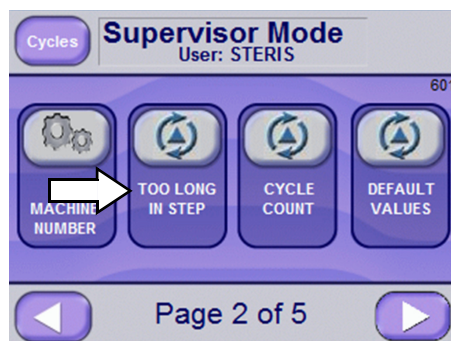 Cycles
Supervisor Mode
User: STERIS
601
MACHINE
NUMBER
TOO LONG
IN STEP
CYCLE
COUNT
DEFAULT
VALUES
Page 2 of 5